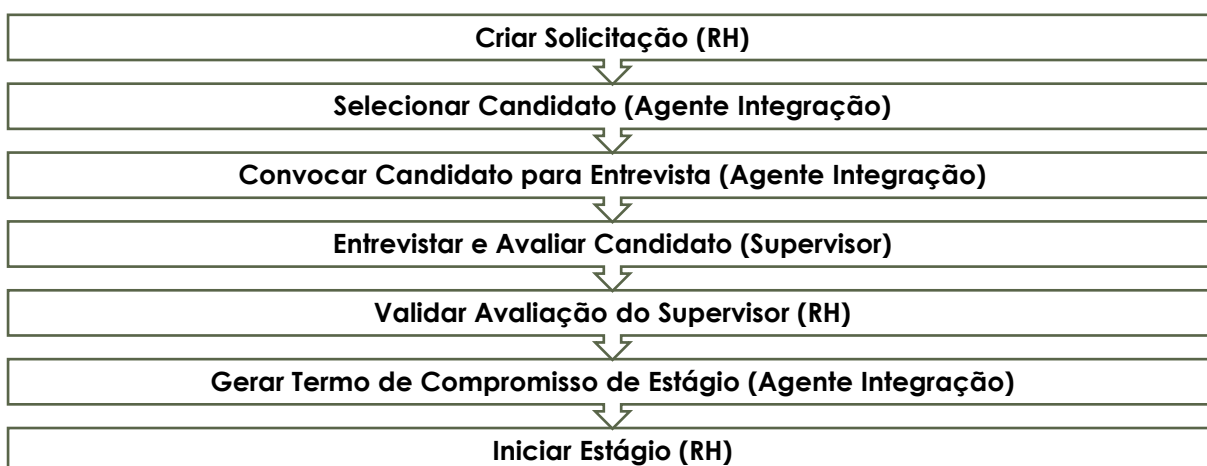 Criar Solicitação (RH)
Selecionar Candidato (Agente Integração)
Convocar Candidato para Entrevista (Agente Integração)
Entrevistar e Avaliar Candidato (Supervisor)
Validar Avaliação do Supervisor (RH)
Gerar Termo de Compromisso de Estágio (Agente Integração)
Iniciar Estágio (RH)